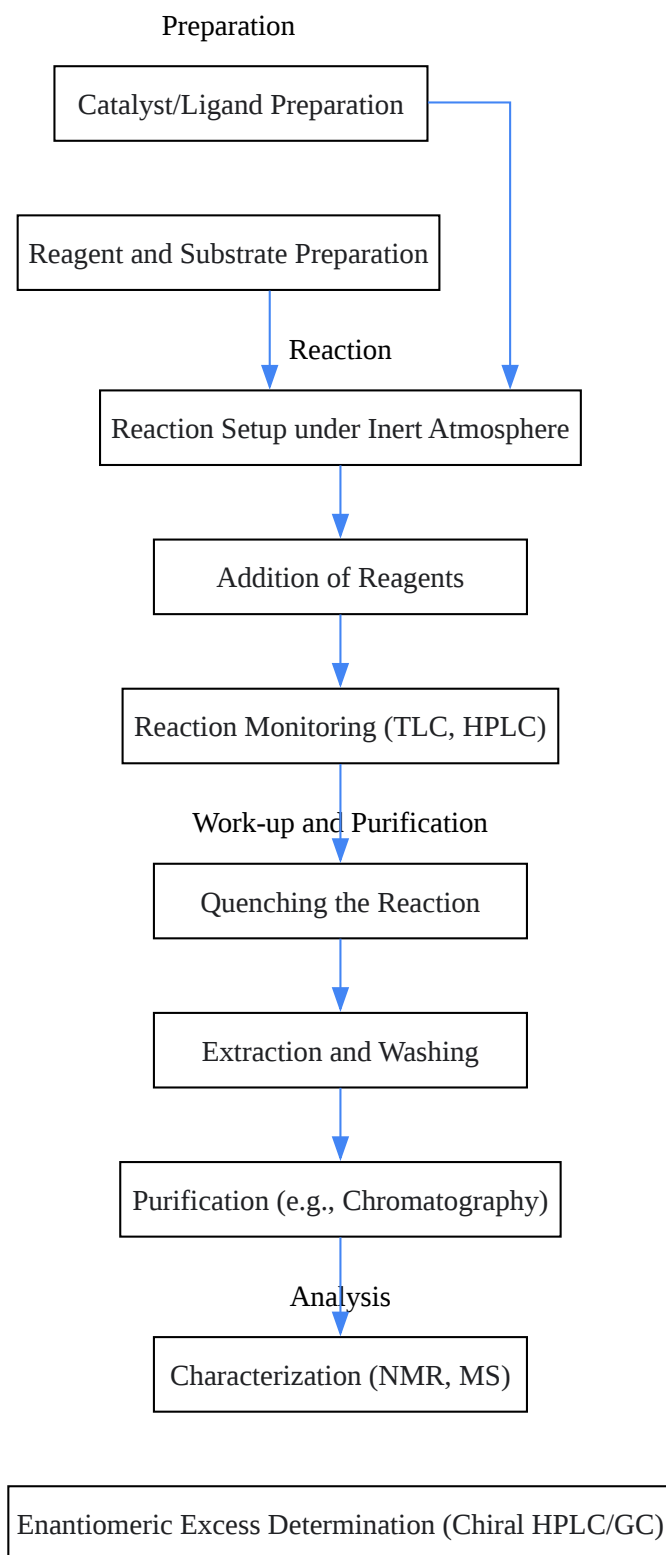 Preparation
Catalyst/Ligand Preparation
Reagent and Substrate Preparation
Reaction
Reaction Setup under Inert Atmosphere
Addition of Reagents
Reaction Monitoring (TLC, HPLC)
Work-up and Purification
Quenching the Reaction
Extraction and Washing
Purification (e.g., Chromatography)
Analysis
Characterization (NMR, MS)
Enantiomeric Excess Determination (Chiral HPLC/GC)